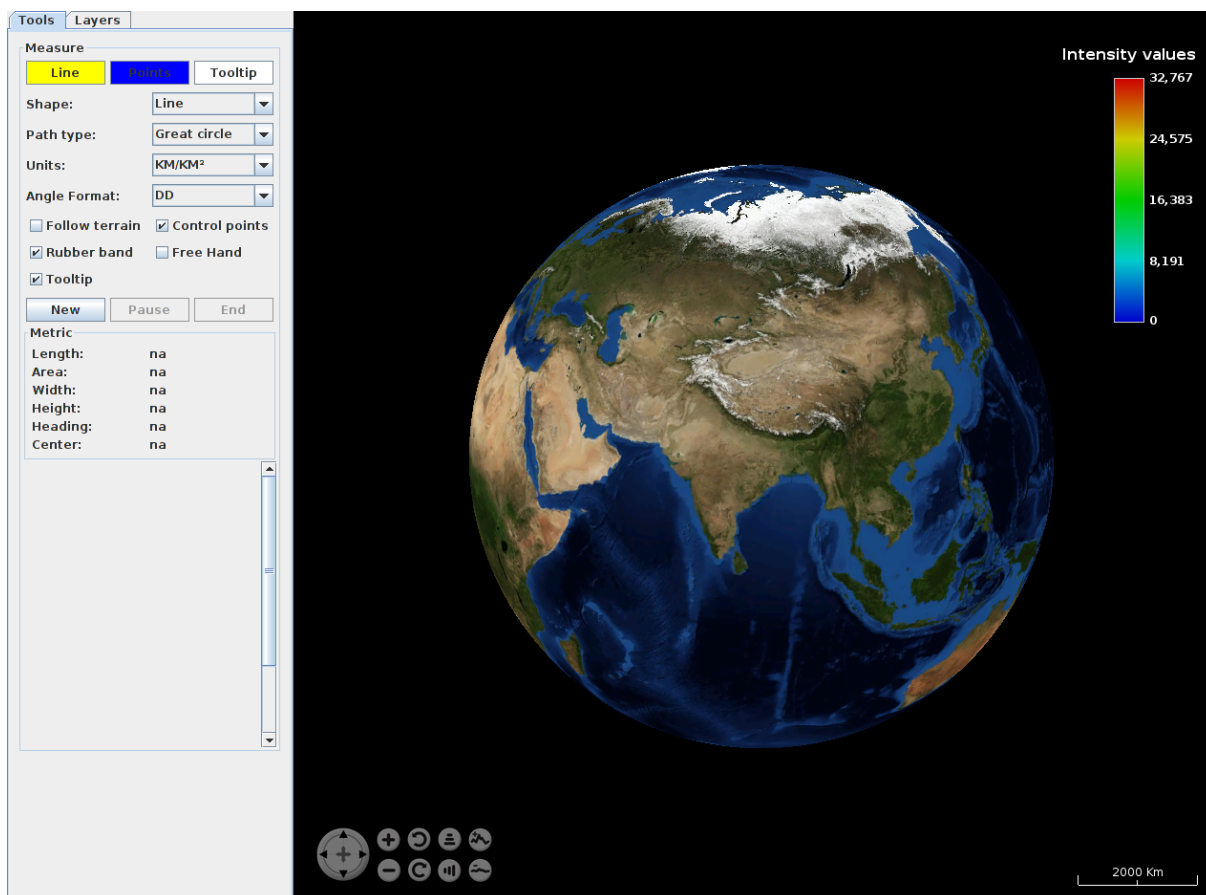 Tools Layers
Measure
Line Points Tooltip
Shape: Line
Path type: Great circle
Units: KM/KM²
Angle Format: DD
Follow terrain Control points
Rubber band Free Hand
Tooltip
New Pause End
Metric
Length: na
Area: na
Width: na
Height: na
Heading: na
Center: na
Intensity values
32,767
24,575
16,383
8,191
0
2000 Km